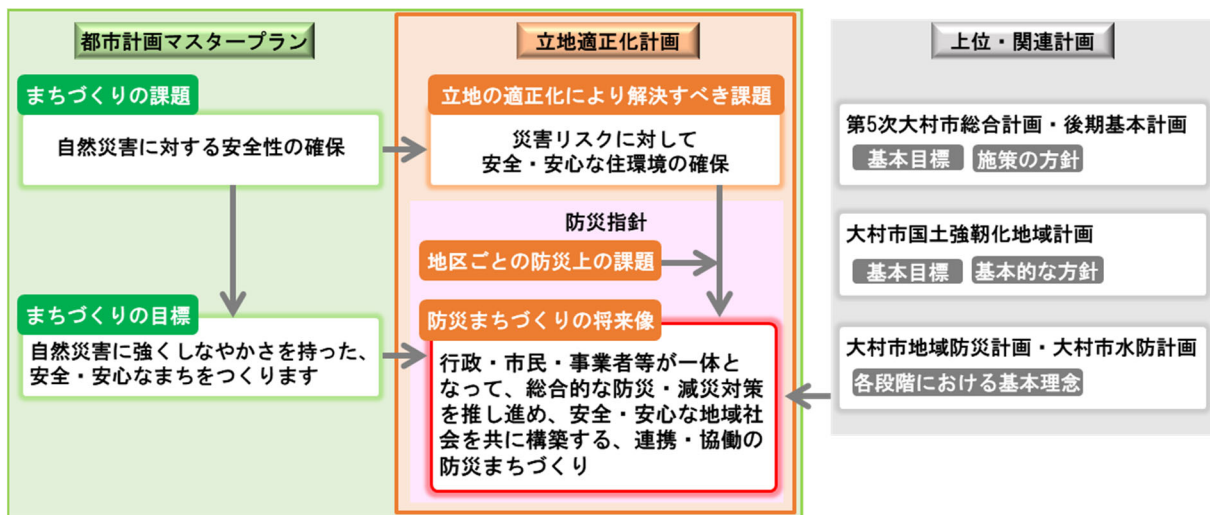 都市計画マスタープラン
まちづくりの課題
自然災害に対する安全性の確保
まちづくりの目標
自然災害に強くしなやかさを持った、
安全・安心なまちをつくります
立地適正化計画
立地の適正化により解決すべき課題
災害リスクに対して
安全・安心な住環境の確保
防災指針
地区ごとの防災上の課題
防災まちづくりの将来像
行政・市民・事業者等が一体と
なって、総合的な防災・減災対策
を推し進め、安全・安心な地域社
会を共に構築する、連携・協働の
防災まちづくり
上位・関連計画
第5次大村市総合計画・後期基本計画
基本目標 施策の方針
大村市国土強靭化地域計画
基本目標 基本的な方針
大村市地域防災計画・大村市水防計画
各段階における基本理念